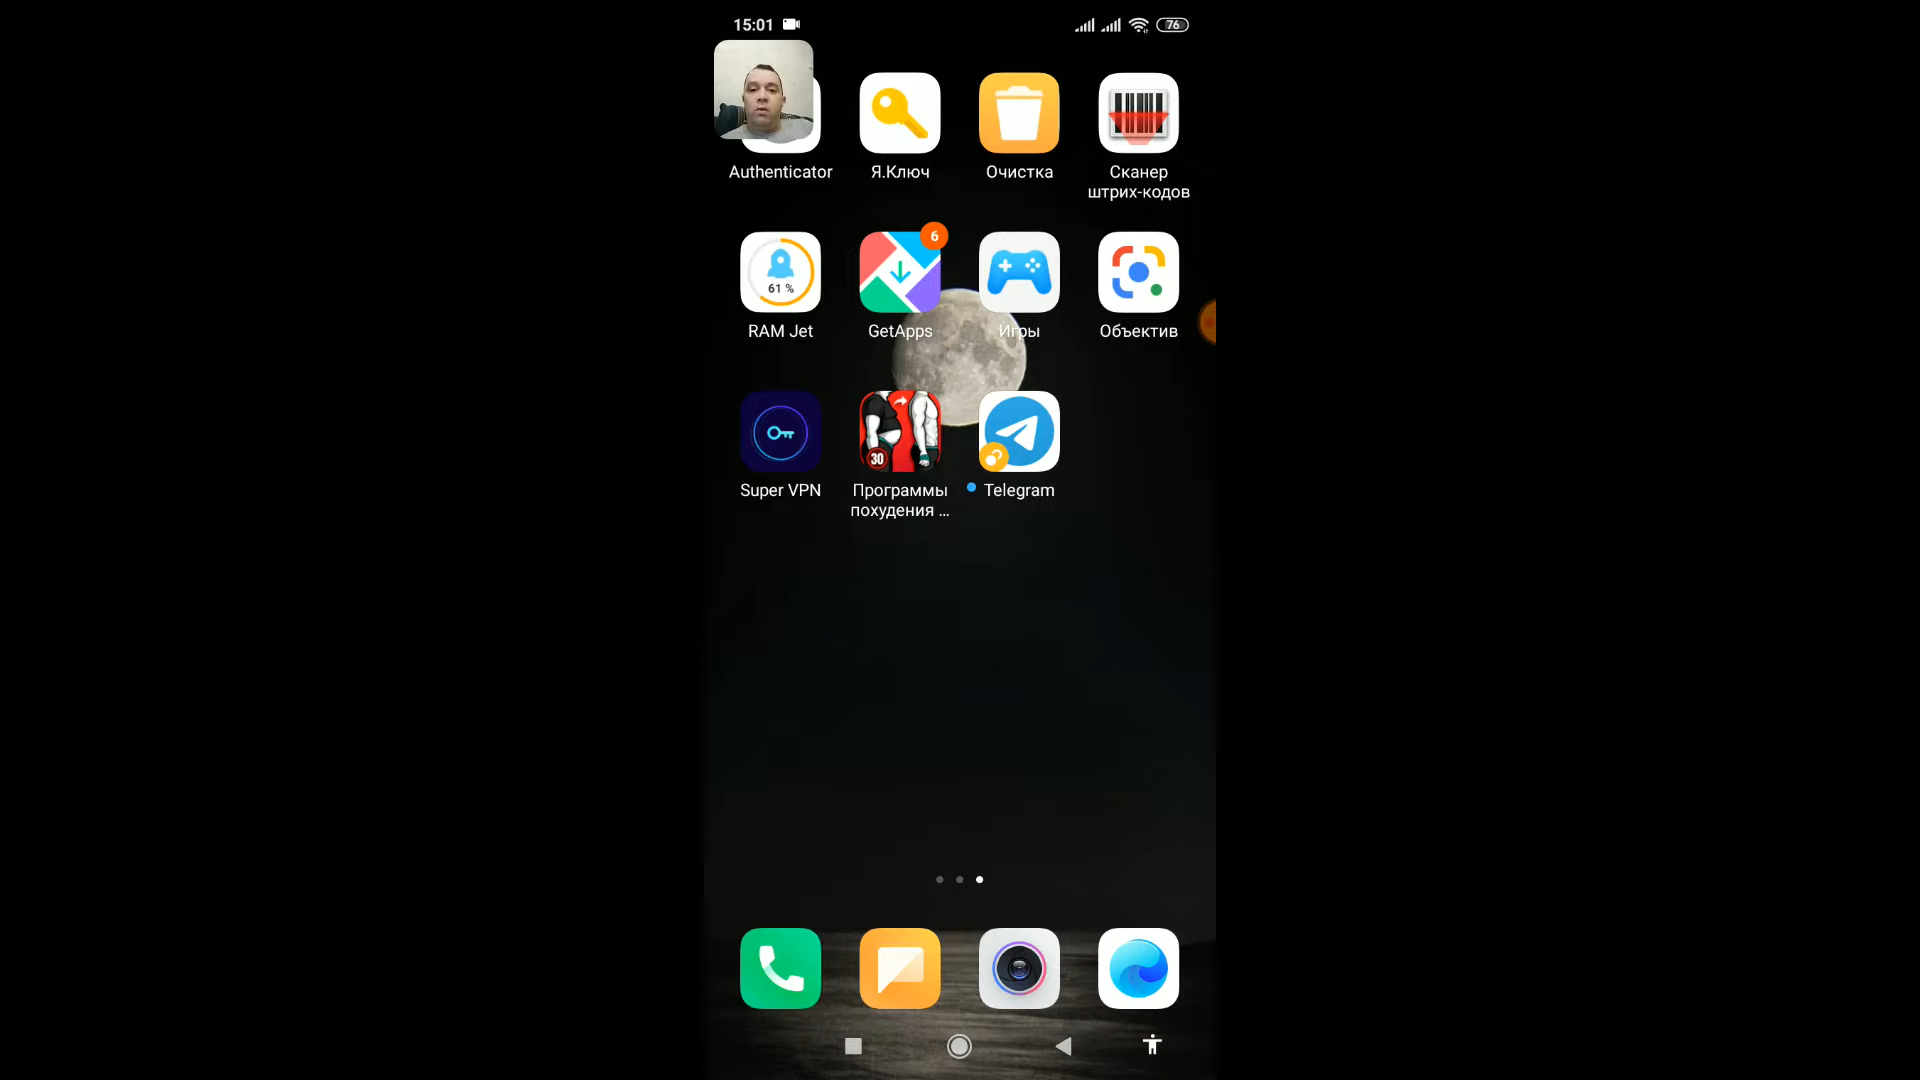 15:01
76
Authenticator
Я.Ключ
Очистка
Сканер
штрих-кодов
61 %
6
RAM Jet
GetApps
Игры
Объектив
30
Super VPN
Программы
похудения ...
Telegram